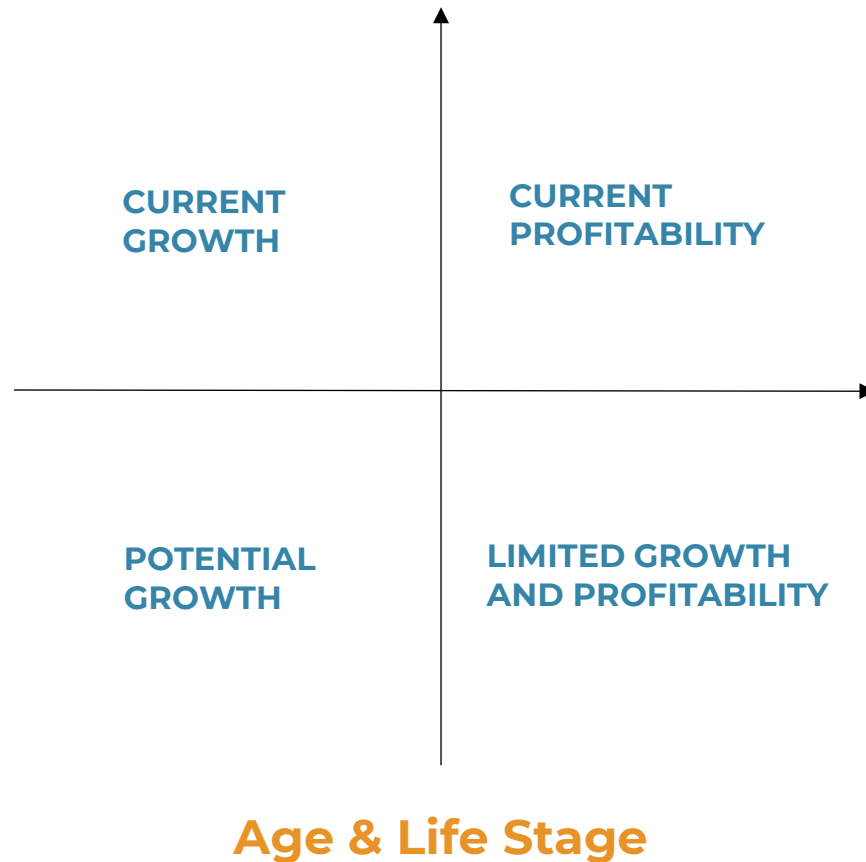 CURRENT
GROWTH
CURRENT
PROFITABILITY
POTENTIAL
GROWTH
LIMITED GROWTH
AND PROFITABILITY
Age & Life Stage